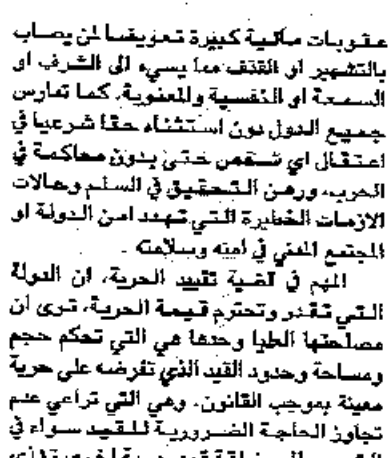 عقوبات مالية كبيرة تعويضا لمن يصاب
بالتشهير او القذف مما يسيء الى الشرف او
السمعة او النفسية والمعنوية. كما تمارس
جميع الدول دون استثناء حقا شرعيا في
اعتقال اي شخص حتى بدون محاكمة في
الحرب، ورهن التحقيق في السلم وحالات
الازمات الخطيرة التي تهدد امن الدولة او
المجتمع المدني في امنه وسلامته .
المهم في قضية تقييد الحرية، ان الدولة
التي تقدر وتحترم قيمة الحرية، ترى ان
مصلحتها العليا وحدها هي التي تحكم حجم
ومساحة وحدود القيد الذي تفرضه على حرية
معينة بموجب القانون. وهي التي تراعي عدم
تجاوز الحاجة الضرورية للقيد سواء في